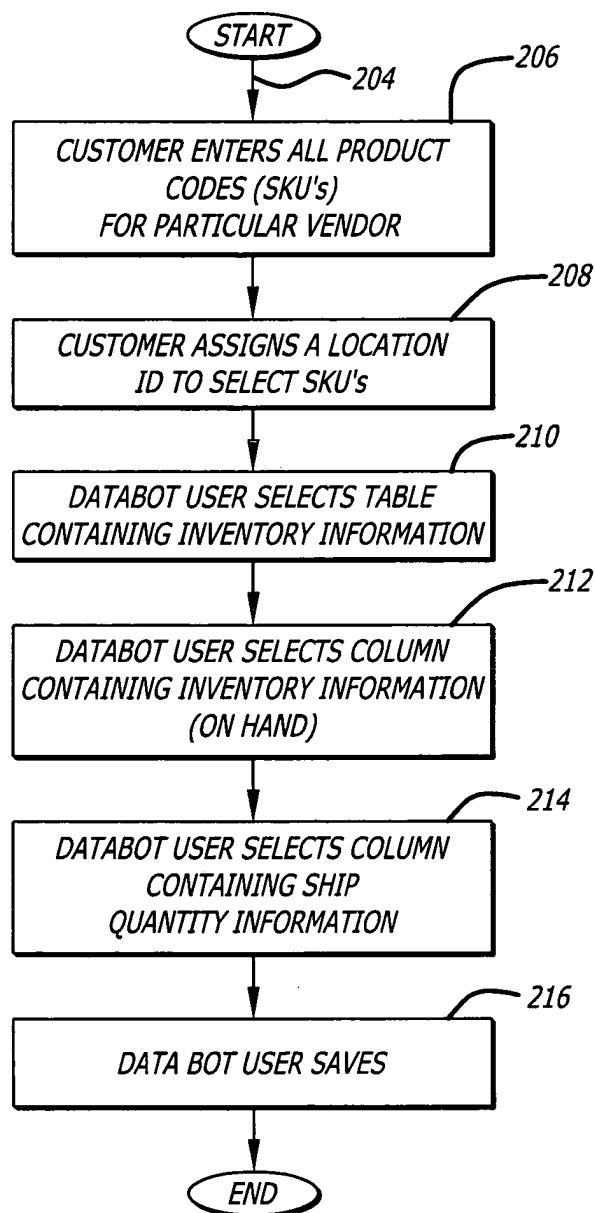 START
204
206
CUSTOMER ENTERS ALL PRODUCT
CODES (SKU's)
FOR PARTICULAR VENDOR
208
CUSTOMER ASSIGNS A LOCATION
ID TO SELECT SKU's
210
DATABOT USER SELECTS TABLE
CONTAINING INVENTORY INFORMATION
212
DATABOT USER SELECTS COLUMN
CONTAINING INVENTORY INFORMATION
(ON HAND)
214
DATABOT USER SELECTS COLUMN
CONTAINING SHIP
QUANTITY INFORMATION
216
DATA BOT USER SAVES
END